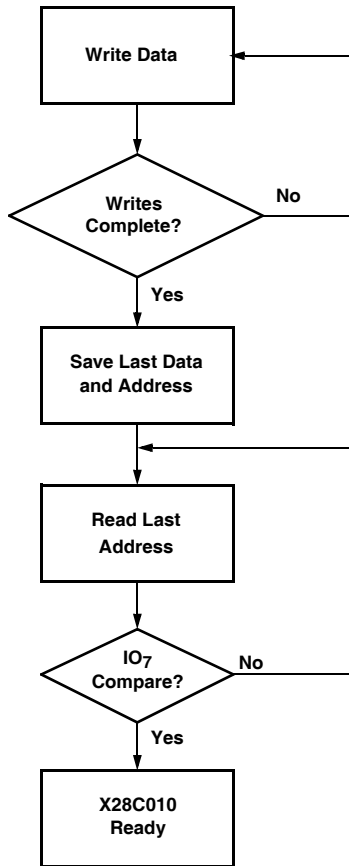 Write Data
Writes
Complete?
No
Yes
Save Last Data
and Address
Read Last
Address
IO7
Compare?
No
Yes
X28C010
Ready